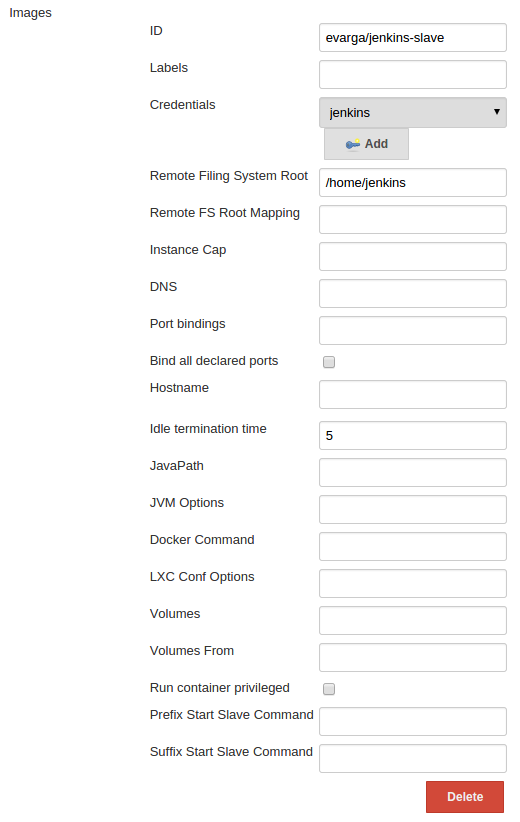 Images
ID evarga/jenkins-slave
Labels
Credentials jenkins
Add
Remote Filing System Root /home/jenkins
Remote FS Root Mapping
Instance Cap
DNS
Port bindings
Bind all declared ports
Hostname
Idle termination time 5
JavaPath
JVM Options
Docker Command
LXC Conf Options
Volumes
Volumes From
Run container privileged
Prefix Start Slave Command
Suffix Start Slave Command
Delete